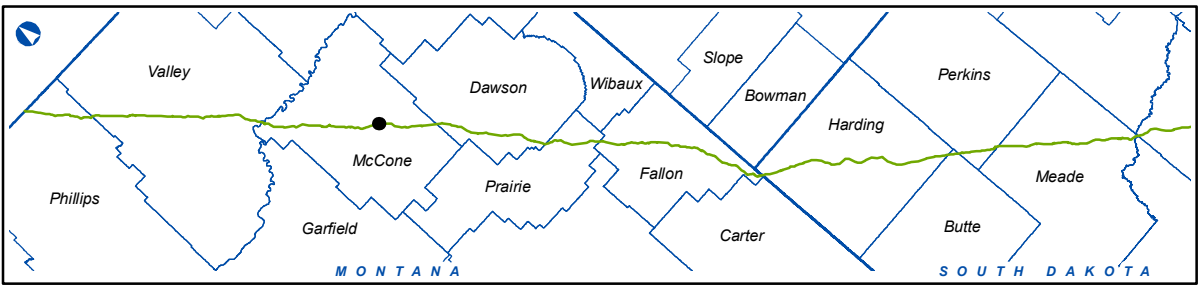 Slope
Valley
Perkins
Dawson
Wibaux
Bowman
Harding
McCone
Fallon
Meade
Prairie
Phillips
Garfield
Carter
Butte
MONTANA
SOUTH DAKOTA